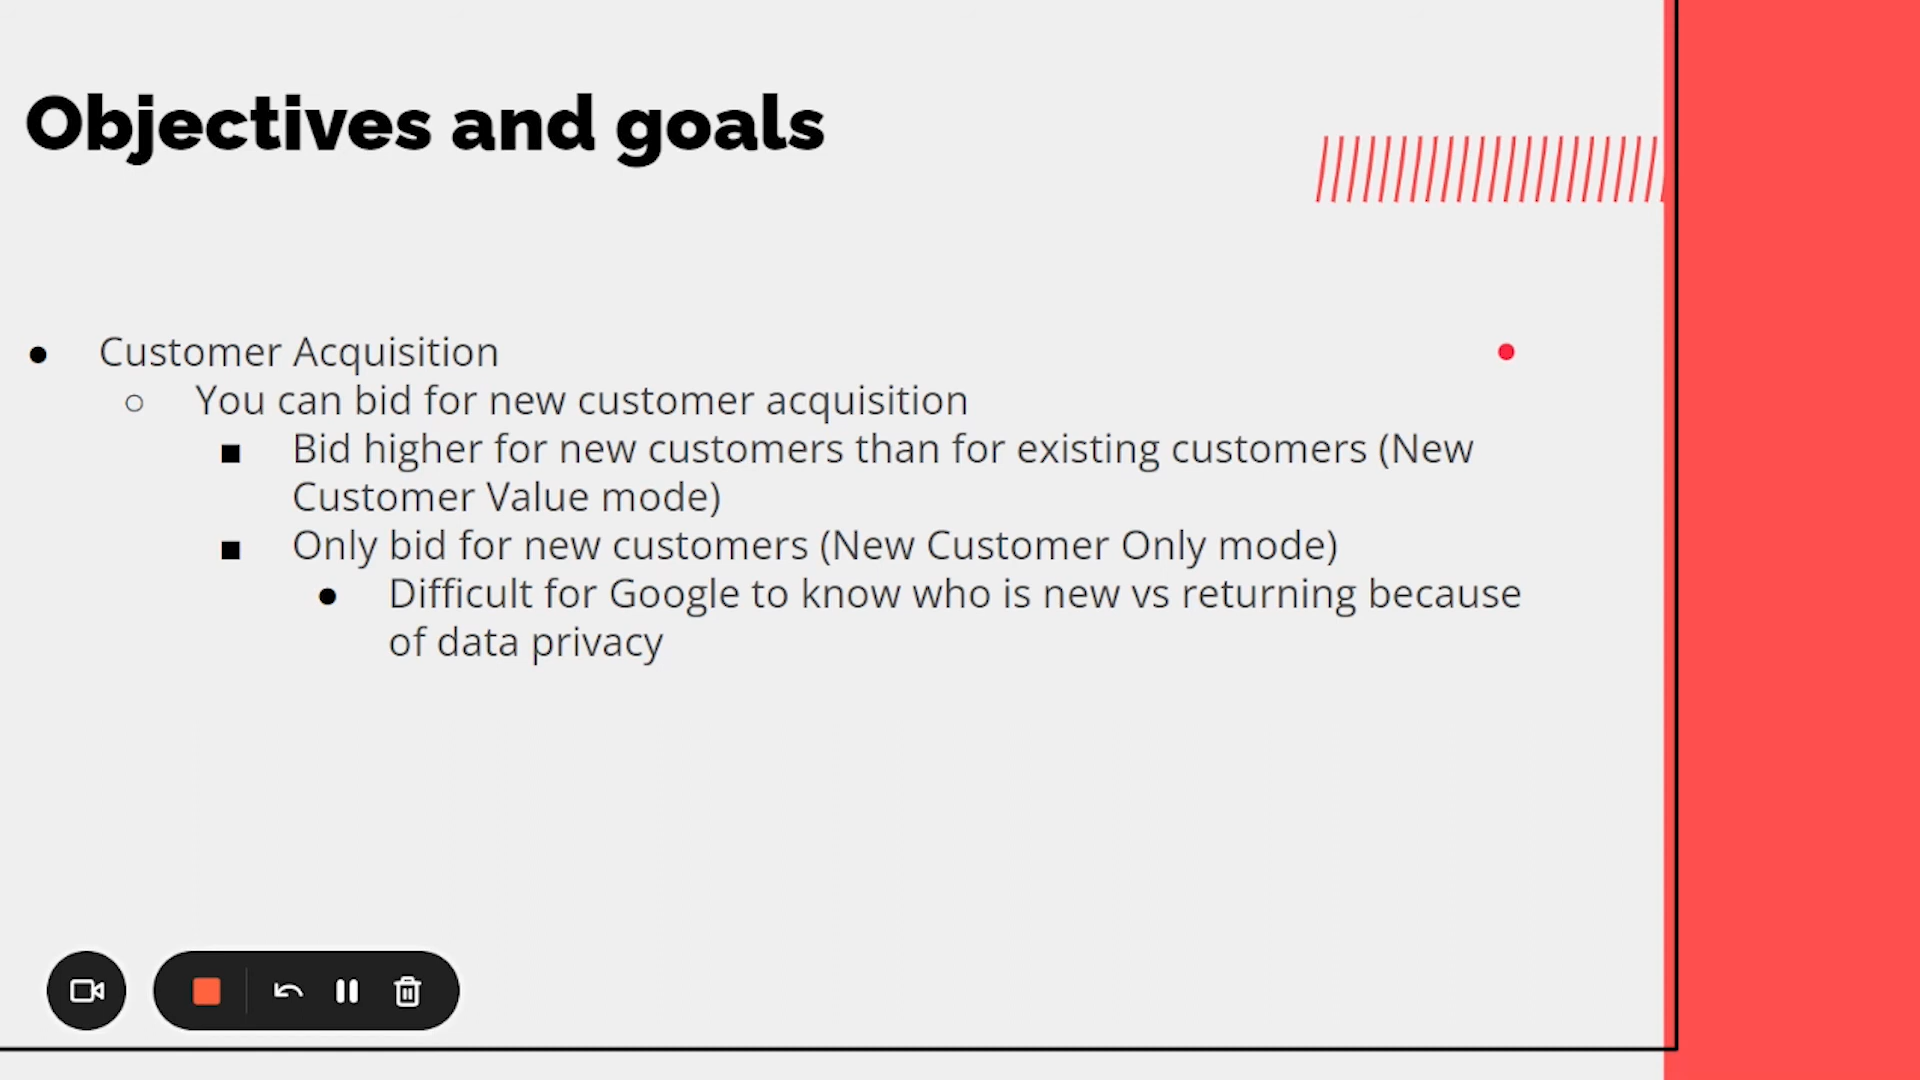 Objectives and goals
● Customer Acquisition
○ You can bid for new customer acquisition
■ Bid higher for new customers than for existing customers (New
Customer Value mode)
■ Only bid for new customers (New Customer Only mode)
● Difficult for Google to know who is new vs returning because
of data privacy